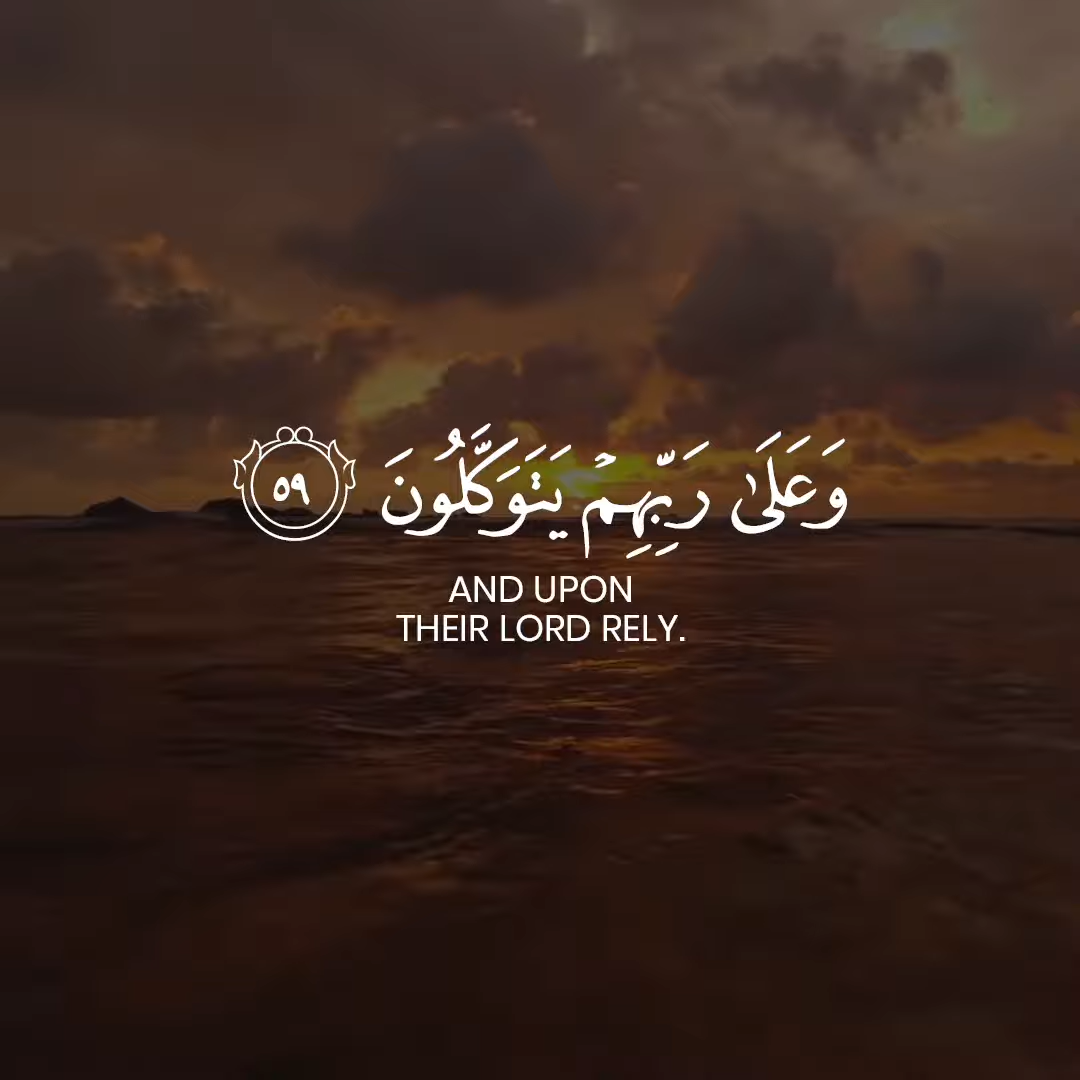 وَعَلَىٰ رَبِّهِمۡ يَتَوَكَّلُونَ ٥٩
AND UPON
THEIR LORD RELY.